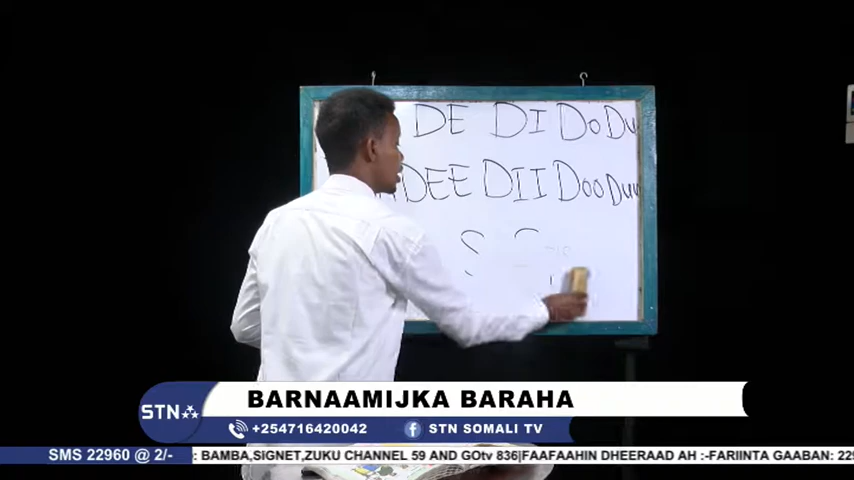 DE DI Do Du
DEE DII Doo Duu
S
BARNAAMIJKA BARAHA
STN
+254716420042 f STN SOMALI TV
SMS 22960 @ 2/- : BAMBA,SIGNET,ZUKU CHANNEL 59 AND GOtv 836|FAAFAAHIN DHEERAAD AH :-FARIINTA GAABAN: 229